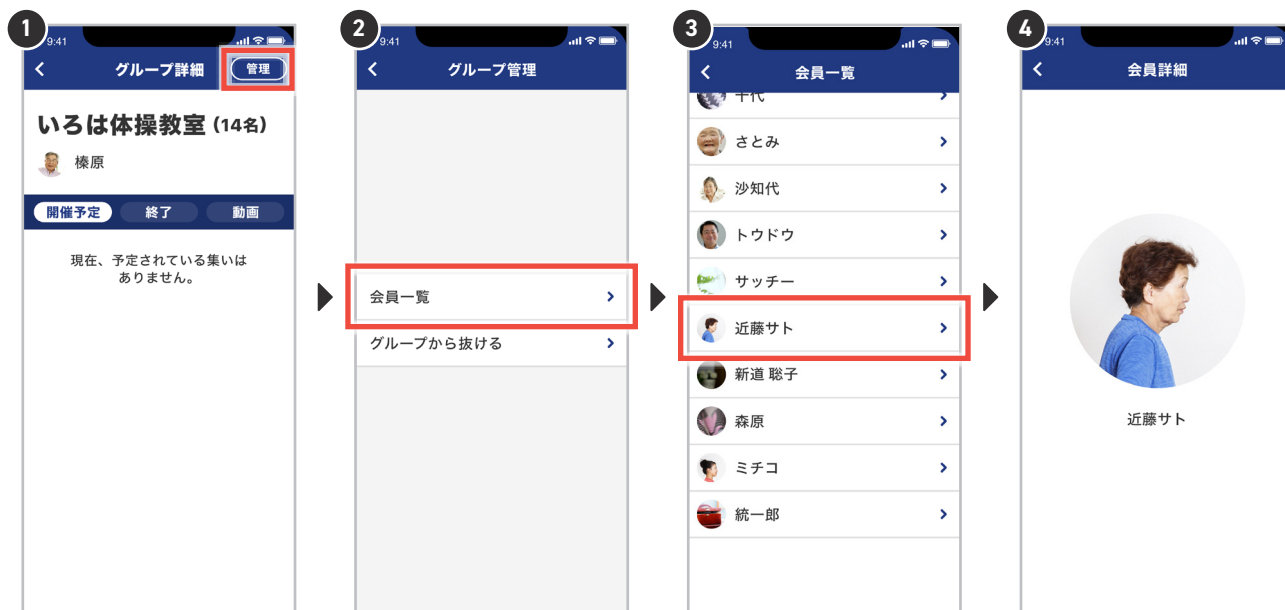 1
9:41
グループ詳細
管理
いろは体操教室 (14名)
榛原
開催予定
終了
動画
現在、予定されている集いは
ありません。
2
9:41
グループ管理
会員一覧
グループから抜ける
3
9:41
会員一覧
千代
さとみ
沙知代
トウドウ
サッチー
近藤サト
新道 聡子
森原
ミチコ
統一郎
4
9:41
会員詳細
近藤サト